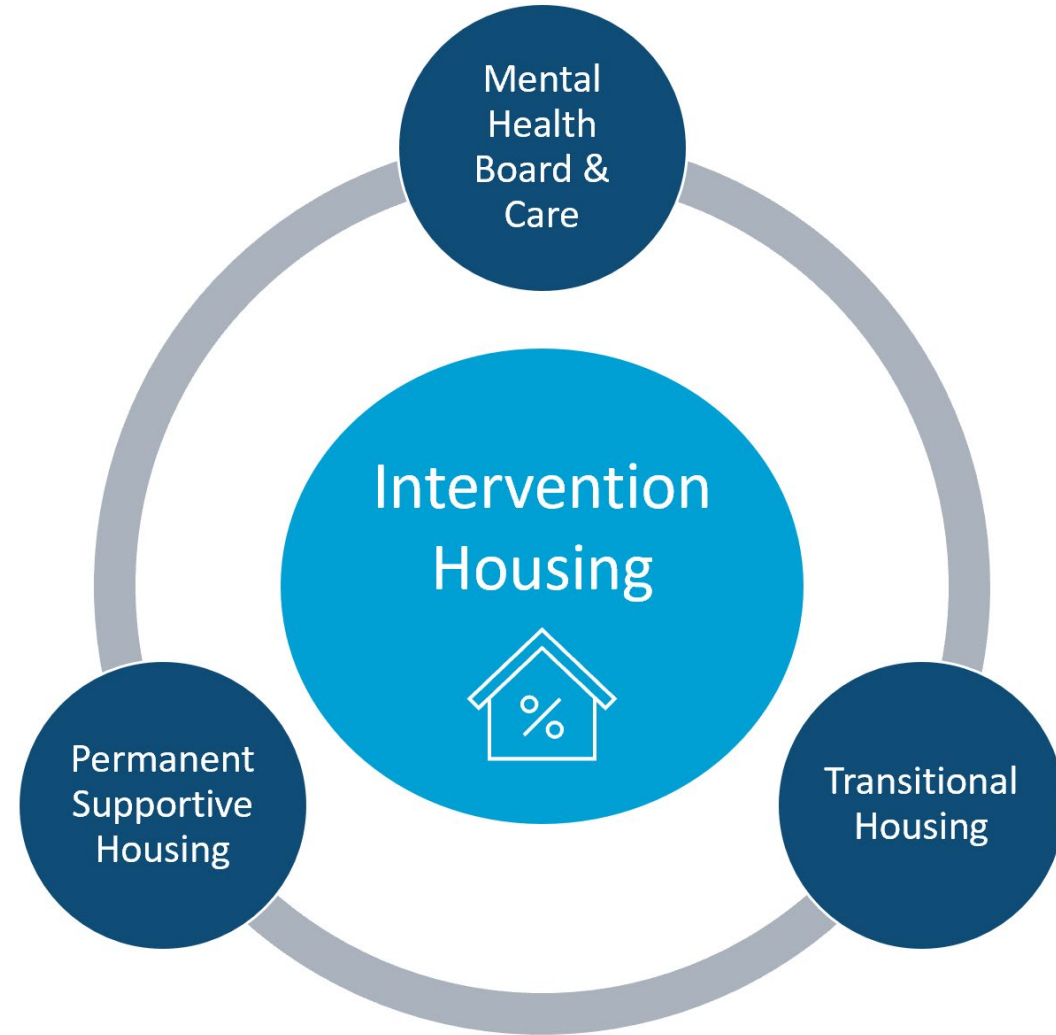 Mental
Health
Board &
Care
Intervention
Housing
%
Permanent
Supportive
Housing
Transitional
Housing